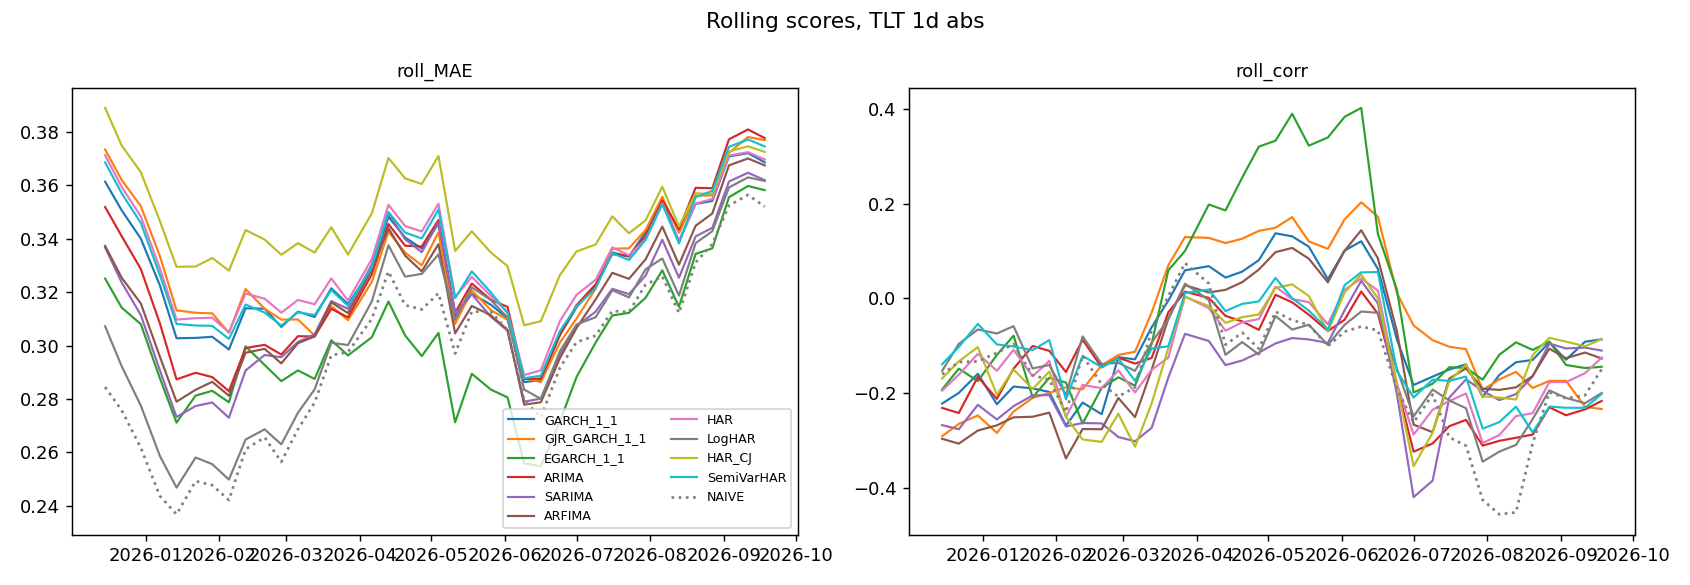 Rolling scores, TLT 1d abs
roll_MAE
0.38
0.36
0.34
0.32
0.30
0.28
0.26
0.24
2026-01
2026-02
2026-03
2026-04
2026-05
2026-06
2026-07
2026-08
2026-09
2026-10
GARCH_1_1
GJR_GARCH_1_1
EGARCH_1_1
ARIMA
SARIMA
ARFIMA
HAR
LogHAR
HAR_CJ
SemiVarHAR
NAIVE
roll_corr
0.4
0.2
0.0
−0.2
−0.4
2026-01
2026-02
2026-03
2026-04
2026-05
2026-06
2026-07
2026-08
2026-09
2026-10